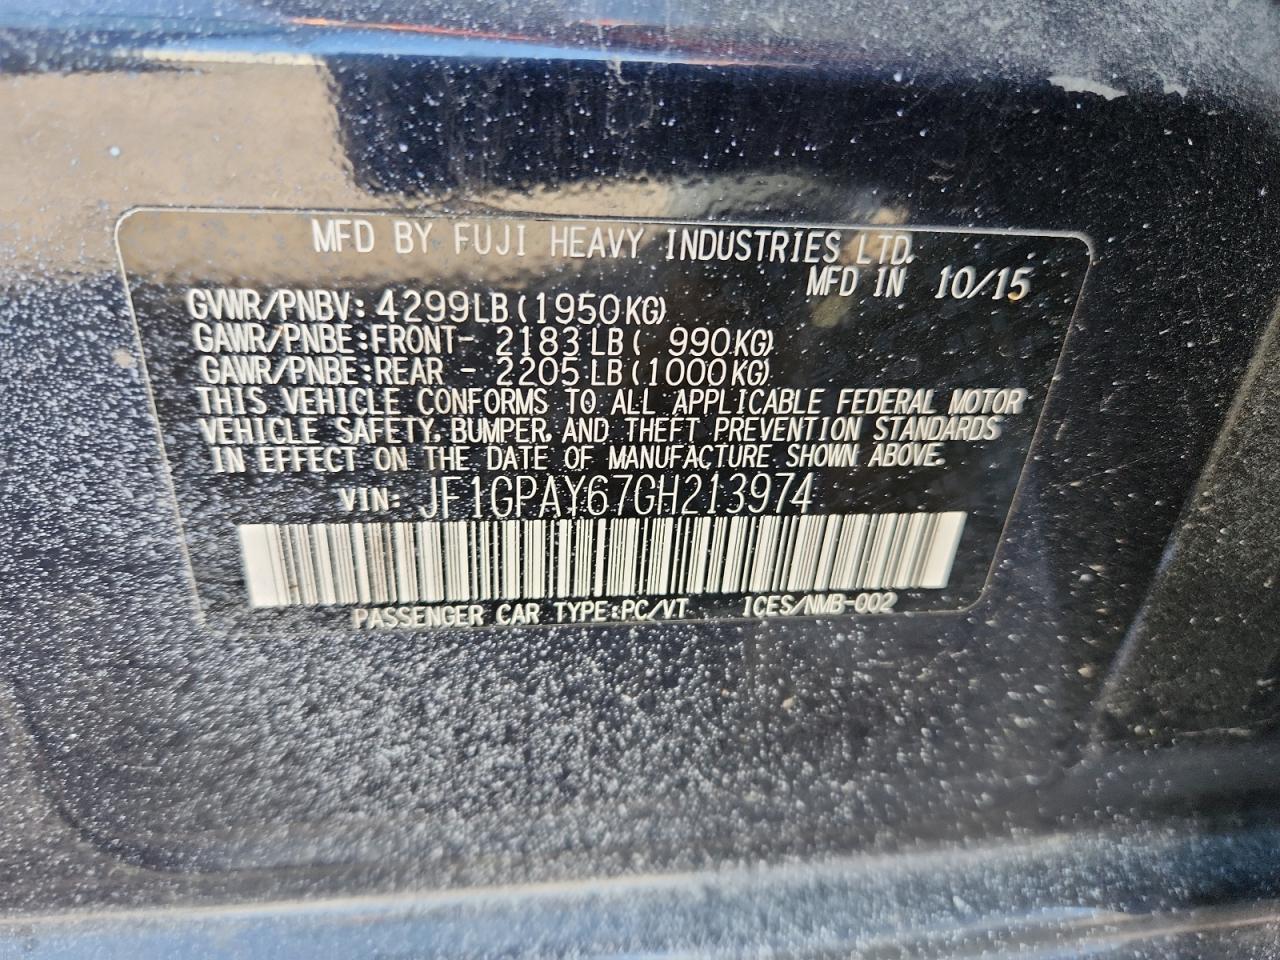 MFD BY FUJI HEAVY INDUSTRIES LTD.
MFD IN 10/15
GVWR/PNBV: 4299LB (1950KG)
GAWR/PNBE:FRONT- 2183LB ( 990KG)
GAWR/PNBE:REAR - 2205LB (1000KG)
THIS VEHICLE CONFORMS TO ALL APPLICABLE FEDERAL MOTOR
VEHICLE SAFETY, BUMPER, AND THEFT PREVENTION STANDARDS
IN EFFECT ON THE DATE OF MANUFACTURE SHOWN ABOVE.
VIN: JF1GPAY67GH213974
PASSENGER CAR TYPE:PC/VT ICES/NMB-002